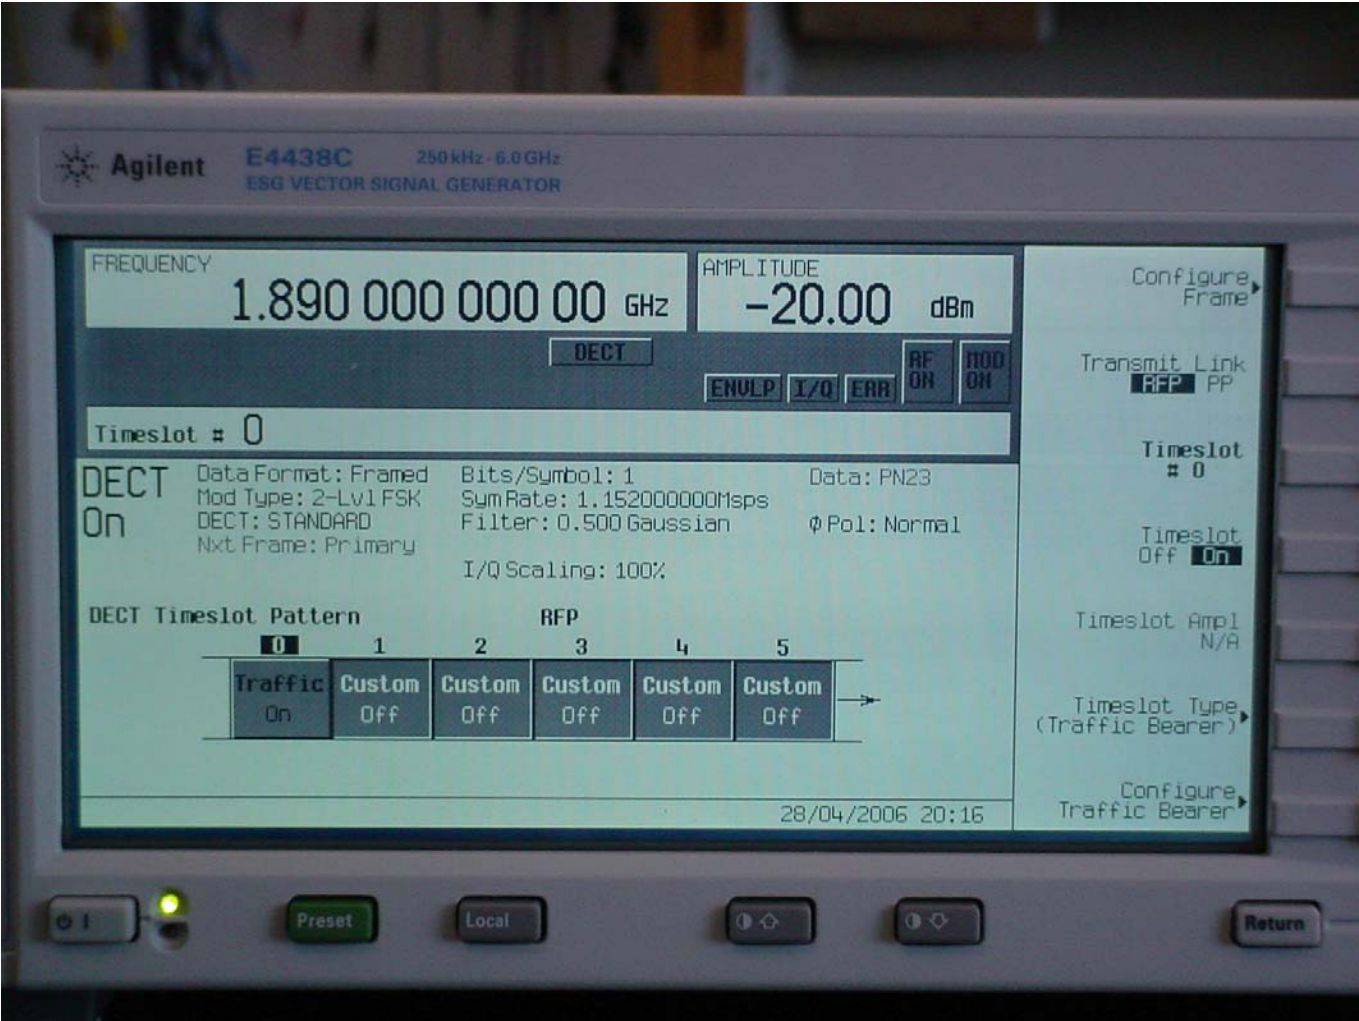 Agilent
E4438C 250 kHz - 6.0 GHz
ESG VECTOR SIGNAL GENERATOR
FREQUENCY
1.890 000 000 00 GHz
AMPLITUDE
-20.00 dBm
DECT
ENVLP I/Q ERR
RF
ON
MOD
ON
Timeslot # 0
DECT
On
Data Format: Framed
Mod Type: 2-Lvl FSK
DECT: STANDARD
Nxt Frame: Primary
Bits/Symbol: 1
Sym Rate: 1.152000000Msps
Filter: 0.500 Gaussian
I/Q Scaling: 100%
Data: PN23
ϕ Pol: Normal
DECT Timeslot Pattern RFP
0 1 2 3 4 5
Traffic Custom Custom Custom Custom Custom
On Off Off Off Off Off
28/04/2006 20:16
Configure
Frame
Transmit Link
RFP PP
Timeslot
# 0
Timeslot
Off On
Timeslot Ampl
N/A
Timeslot Type
(Traffic Bearer)
Configure
Traffic Bearer
Preset
Local
Return